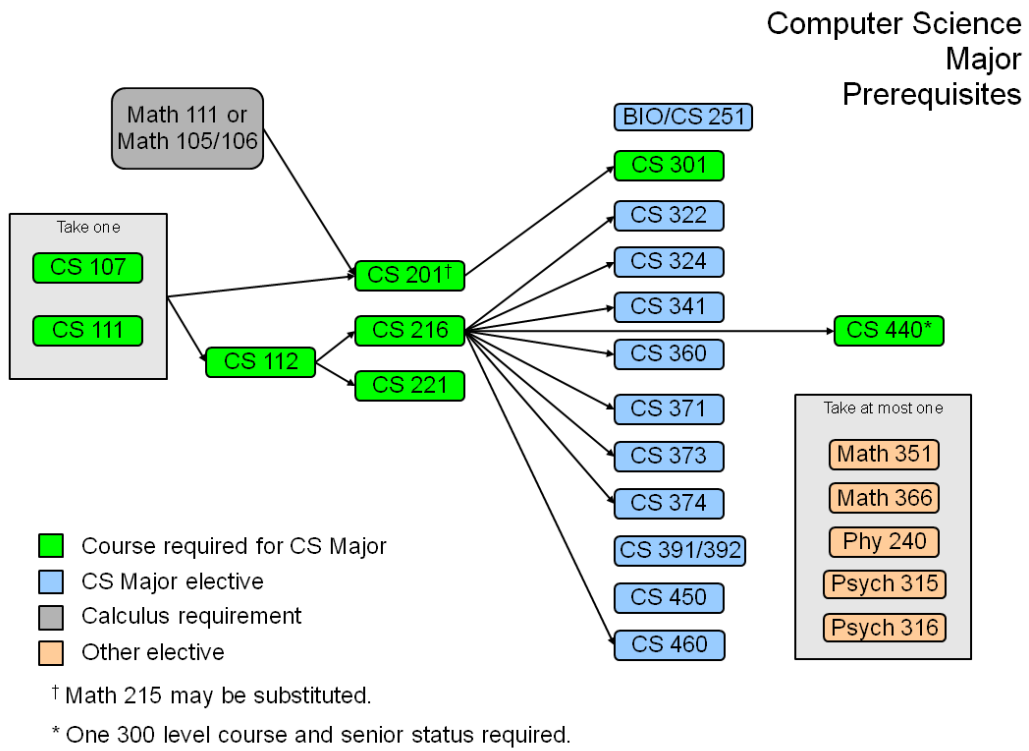 Computer Science
Major
Prerequisites
Math 111 or
Math 105/106
Take one
CS 107
CS 111
CS 112
CS 201†
CS 216
CS 221
BIO/CS 251
CS 301
CS 322
CS 324
CS 341
CS 360
CS 371
CS 373
CS 374
CS 391/392
CS 450
CS 460
CS 440*
Take at most one
Math 351
Math 366
Phy 240
Psych 315
Psych 316
Course required for CS Major
CS Major elective
Calculus requirement
Other elective
† Math 215 may be substituted.
* One 300 level course and senior status required.